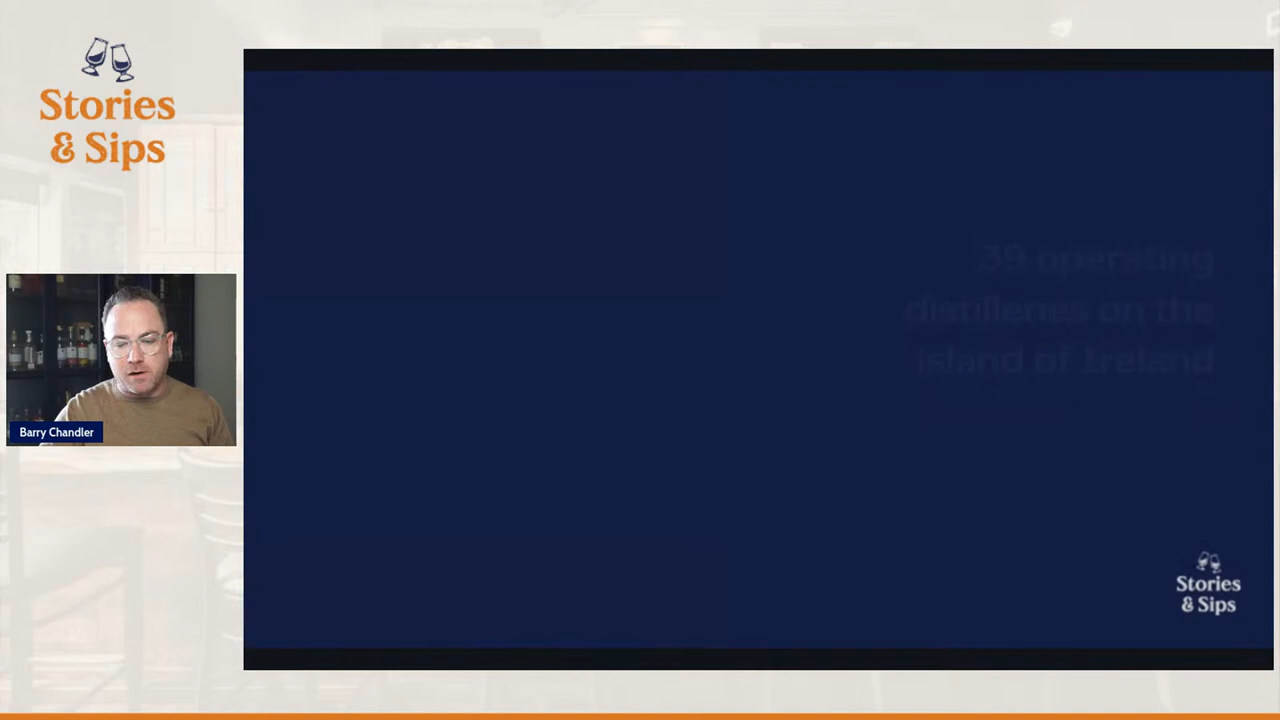 Stories
& Sips
39 operating
distilleries on the
island of Ireland
Barry Chandler
Stories
& Sips